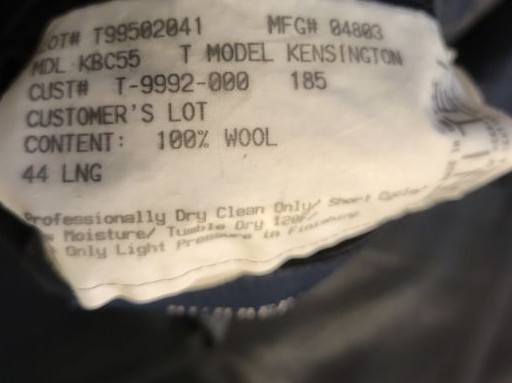 LOT# T99502041 MFG# 04803
MDL KBC55 T MODEL KENSINGTON
CUST# T-9992-000 185
CUSTOMER'S LOT
CONTENT: 100% WOOL
44 LNG
Professionally Dry Clean Only/ Short Cycle/
Moisture/ Tumble Dry 120F/
Only Light Pressure in Finishing